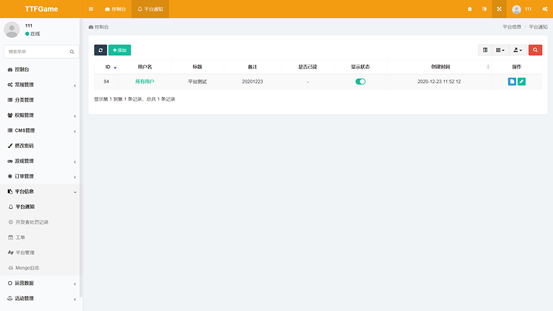 TTFGame
控制台
平台通知
111
111
在线
控制台
平台信息
平台通知
搜索菜单
添加
控制台
常规管理
分类管理
权限管理
CMS管理
修改密码
游戏管理
订单管理
平台信息
平台通知
开发者处罚记录
工单
平台管理
Mongo日志
运营数据
活动管理
ID 用户名 标题 备注 是否已读 显示状态 创建时间 操作
54 所有用户 平台测试 20201223 - 2020-12-23 11:52:12
显示第 1 到第 1 条记录，总共 1 条记录